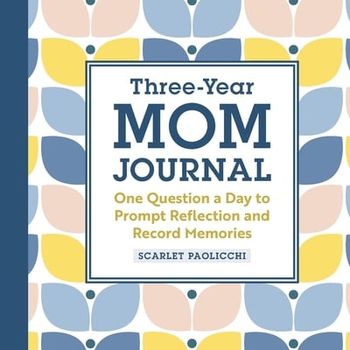 Three-Year
MOM
JOURNAL
One Question a Day to
Prompt Reflection and
Record Memories
SCARLET PAOLICCHI